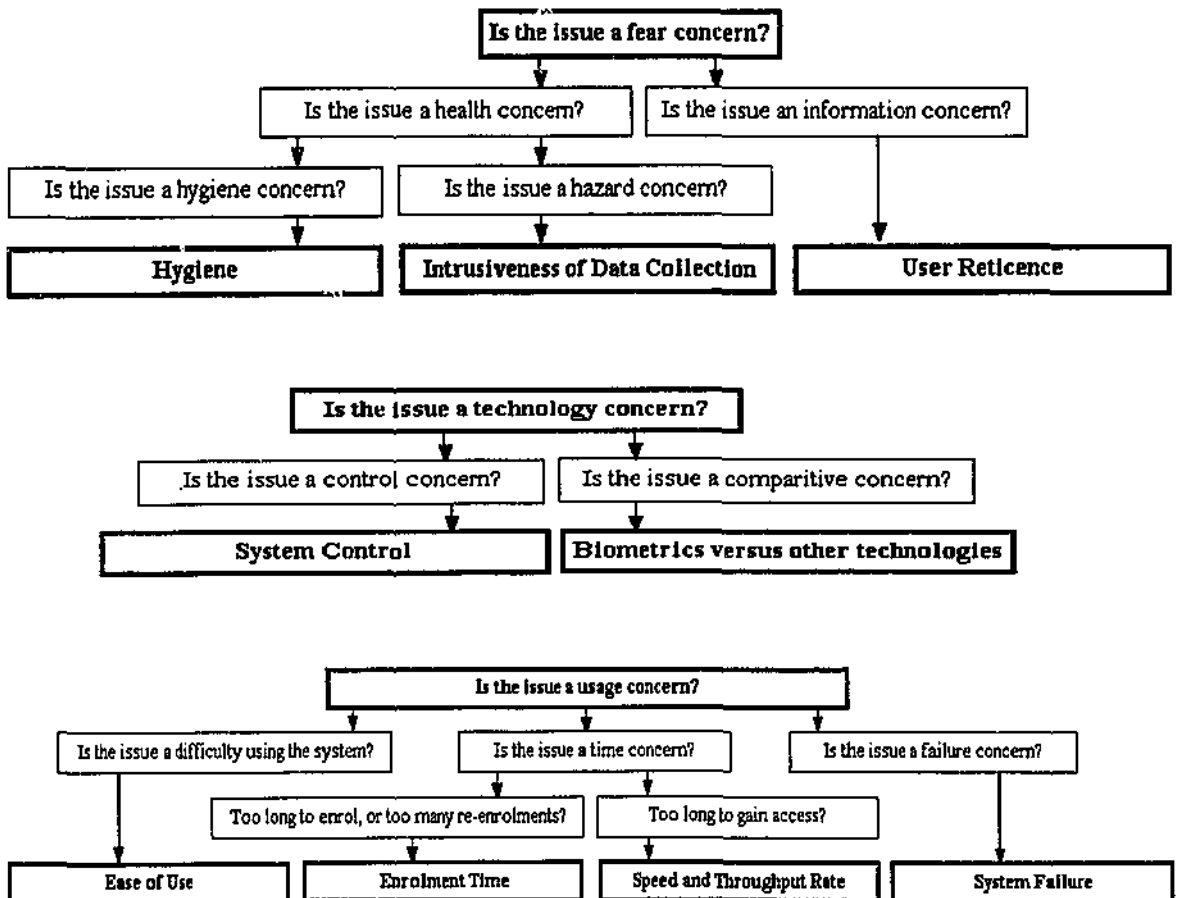 Is the issue a fear concern?
Is the issue a health concern?
Is the issue an information concern?
Is the issue a hygiene concern?
Is the issue a hazard concern?
Hygiene
Intrusiveness of Data Collection
User Reticence
Is the issue a technology concern?
Is the issue a control concern?
Is the issue a comparitive concern?
System Control
Biometrics versus other technologies
Is the issue a usage concern?
Is the issue a difficulty using the system?
Is the issue a time concern?
Is the issue a failure concern?
Too long to enrol, or too many re-enrolments?
Too long to gain access?
Ease of Use
Enrolment Time
Speed and Throughput Rate
System Failure